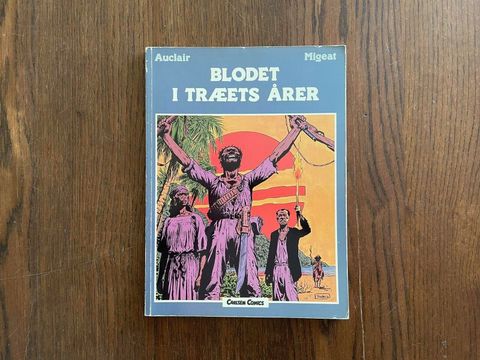 Auclair Migeat
BLODET
I TRÆETS ÅRER
CARLSEN COMICS